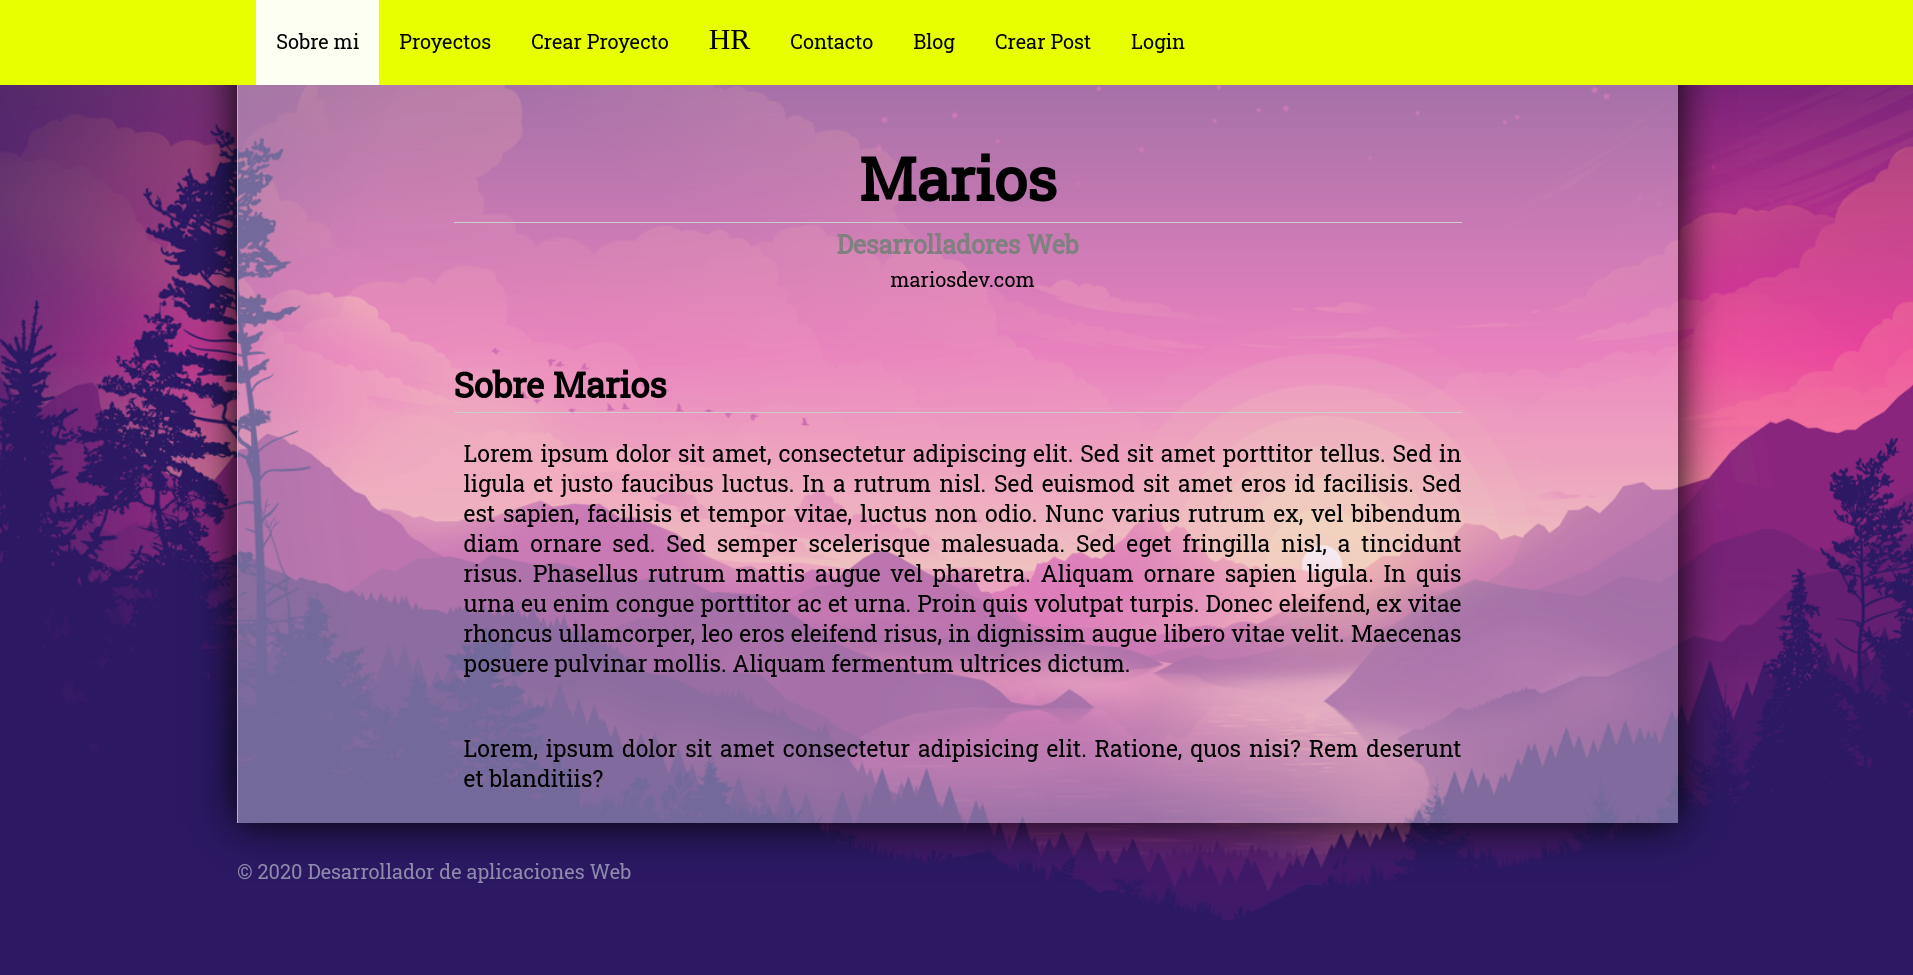 Sobre mi Proyectos Crear Proyecto HR Contacto Blog Crear Post Login
Marios
Desarrolladores Web
mariosdev.com
Sobre Marios
Lorem ipsum dolor sit amet, consectetur adipiscing elit. Sed sit amet porttitor tellus. Sed in
ligula et justo faucibus luctus. In a rutrum nisl. Sed euismod sit amet eros id facilisis. Sed
est sapien, facilisis et tempor vitae, luctus non odio. Nunc varius rutrum ex, vel bibendum
diam ornare sed. Sed semper scelerisque malesuada. Sed eget fringilla nisl, a tincidunt
risus. Phasellus rutrum mattis augue vel pharetra. Aliquam ornare sapien ligula. In quis
urna eu enim congue porttitor ac et urna. Proin quis volutpat turpis. Donec eleifend, ex vitae
rhoncus ullamcorper, leo eros eleifend risus, in dignissim augue libero vitae velit. Maecenas
posuere pulvinar mollis. Aliquam fermentum ultrices dictum.
Lorem, ipsum dolor sit amet consectetur adipisicing elit. Ratione, quos nisi? Rem deserunt
et blanditiis?
© 2020 Desarrollador de aplicaciones Web